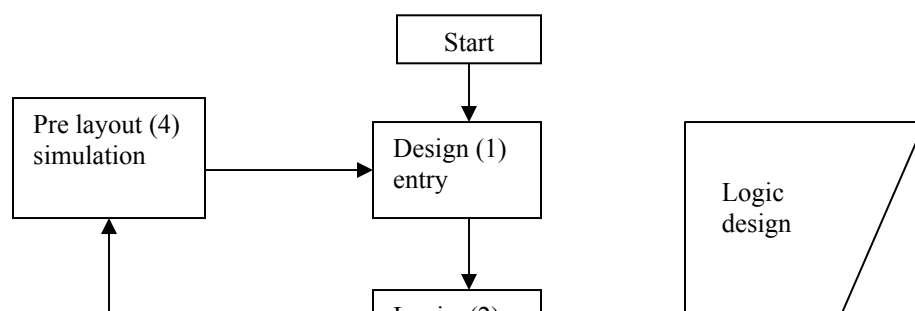 Start
Pre layout (4)
simulation
Design (1)
entry
Logic
design